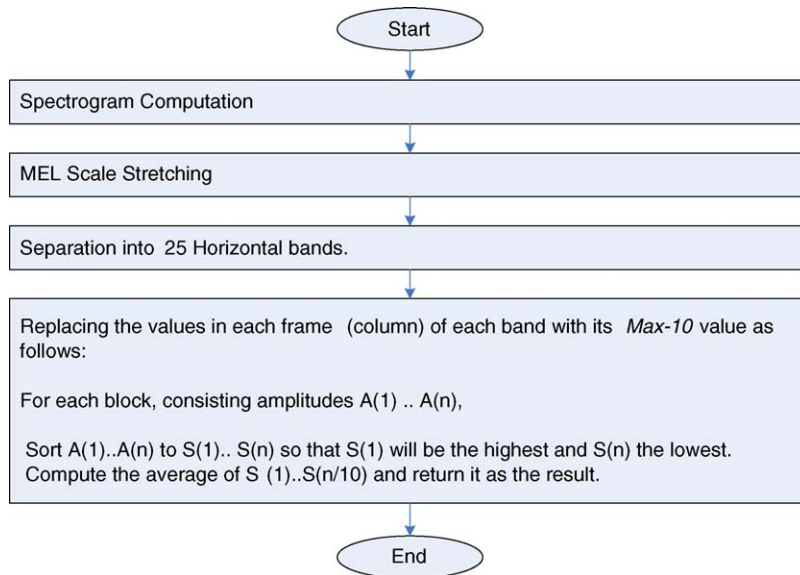 Start
Spectrogram Computation
MEL Scale Stretching
Separation into 25 Horizontal bands.
Replacing the values in each frame (column) of each band with its Max-10 value as
follows:
For each block, consisting amplitudes A(1) .. A(n),
Sort A(1)..A(n) to S(1).. S(n) so that S(1) will be the highest and S(n) the lowest.
Compute the average of S (1)..S(n/10) and return it as the result.
End